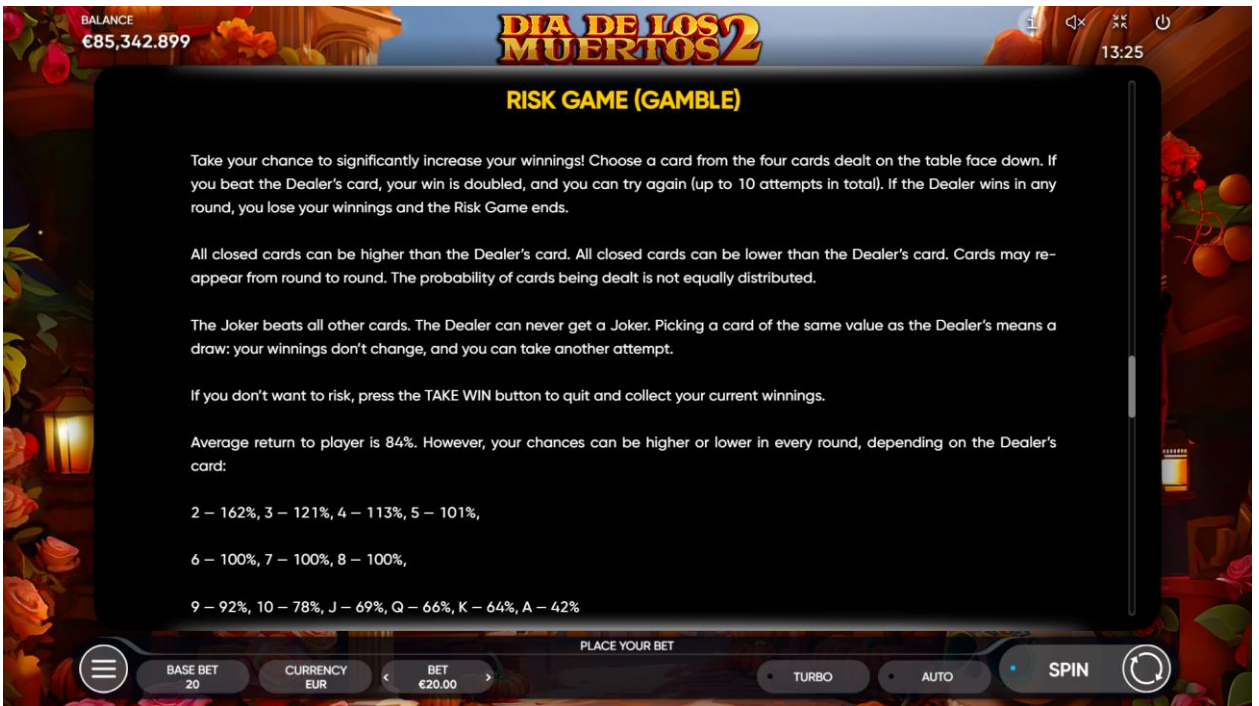 BALANCE
€85,342.899
DIA DE LOS
MUERTOS 2
13:25
RISK GAME (GAMBLE)
Take your chance to significantly increase your winnings! Choose a card from the four cards dealt on the table face down. If
you beat the Dealer's card, your win is doubled, and you can try again (up to 10 attempts in total). If the Dealer wins in any
round, you lose your winnings and the Risk Game ends.
All closed cards can be higher than the Dealer's card. All closed cards can be lower than the Dealer's card. Cards may re-
appear from round to round. The probability of cards being dealt is not equally distributed.
The Joker beats all other cards. The Dealer can never get a Joker. Picking a card of the same value as the Dealer's means a
draw: your winnings don't change, and you can take another attempt.
If you don't want to risk, press the TAKE WIN button to quit and collect your current winnings.
Average return to player is 84%. However, your chances can be higher or lower in every round, depending on the Dealer's
card:
2 – 162%, 3 – 121%, 4 – 113%, 5 – 101%,
6 – 100%, 7 – 100%, 8 – 100%,
9 – 92%, 10 – 78%, J – 69%, Q – 66%, K – 64%, A – 42%
PLACE YOUR BET
BASE BET
20
CURRENCY
EUR
BET
€20.00
TURBO
AUTO
SPIN